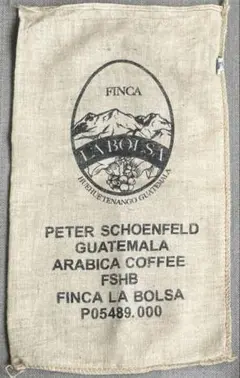 FINCA
LA BOLSA
HUEHUETENANGO GUATEMALA
PETER SCHOENFELD
GUATEMALA
ARABICA COFFEE
FSHB
FINCA LA BOLSA
P05489.000